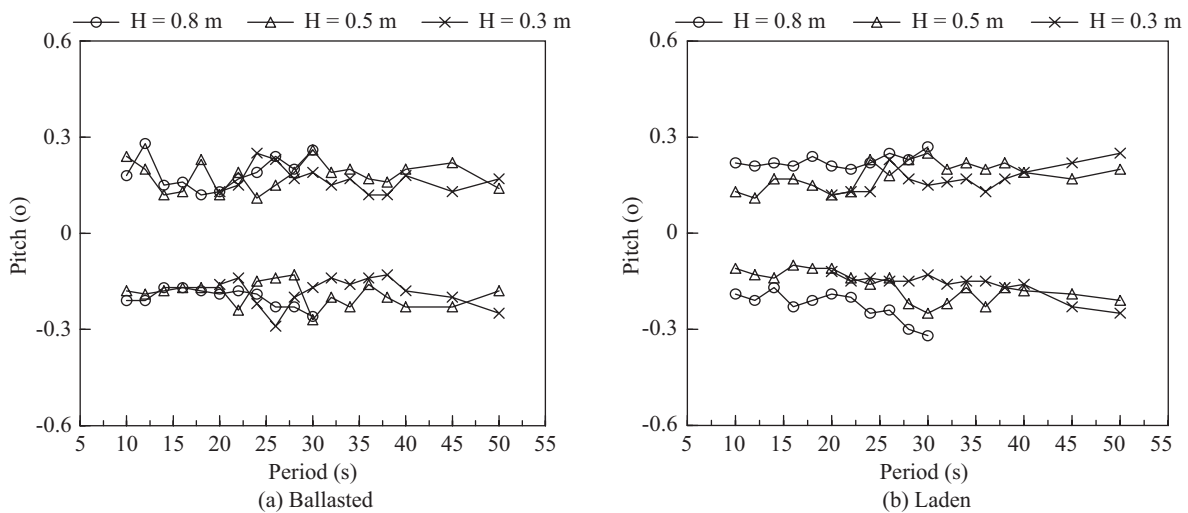 H = 0.8 m H = 0.5 m H = 0.3 m
0.6
0.3
0
-0.3
-0.6
Pitch (o)
5 10 15 20 25 30 35 40 45 50 55
Period (s)
(a) Ballasted
H = 0.8 m H = 0.5 m H = 0.3 m
0.6
0.3
0
-0.3
-0.6
Pitch (o)
5 10 15 20 25 30 35 40 45 50 55
Period (s)
(b) Laden